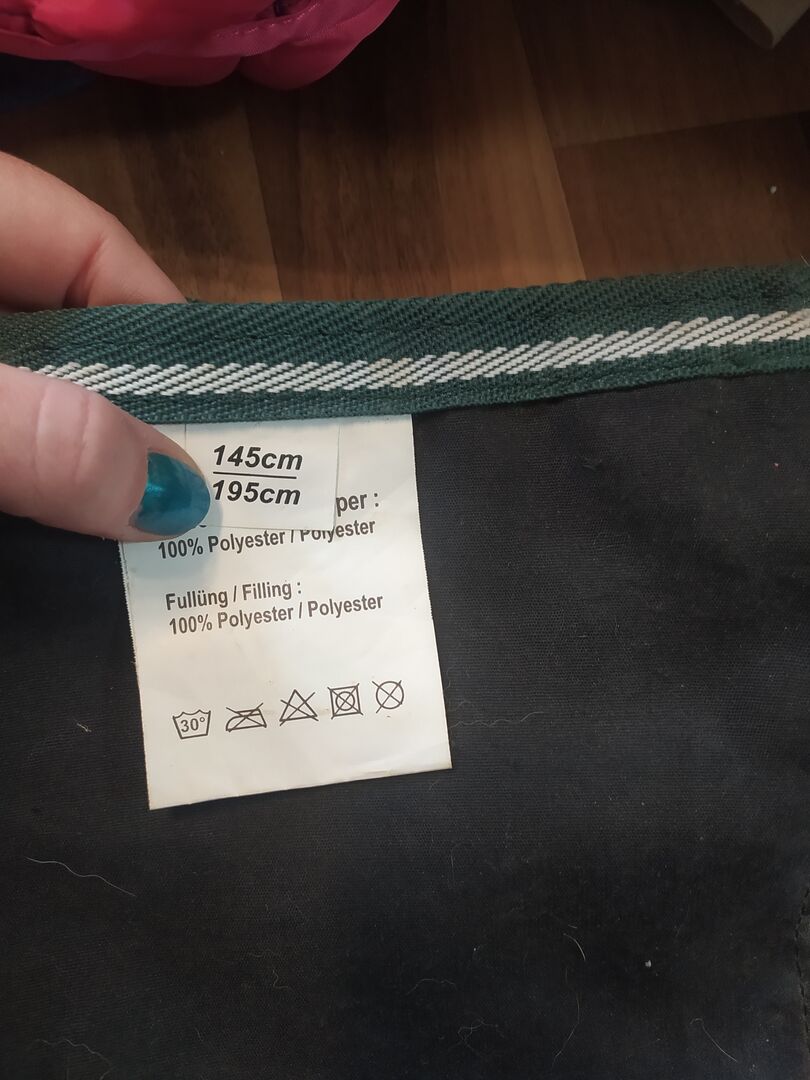 145cm
195cm
per :
100% Polyester / Polyester
Fullüng / Filling :
100% Polyester / Polyester
30°